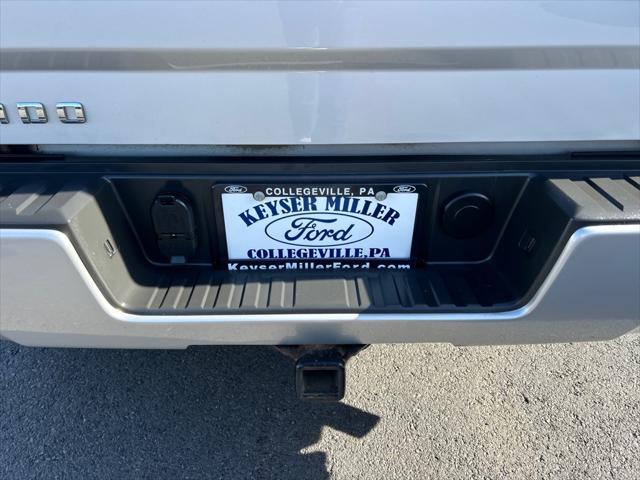 ADO
Ford COLLEGEVILLE, PA Ford
KEYSER MILLER
Ford
COLLEGEVILLE, PA.
KeyserMillerFord.com